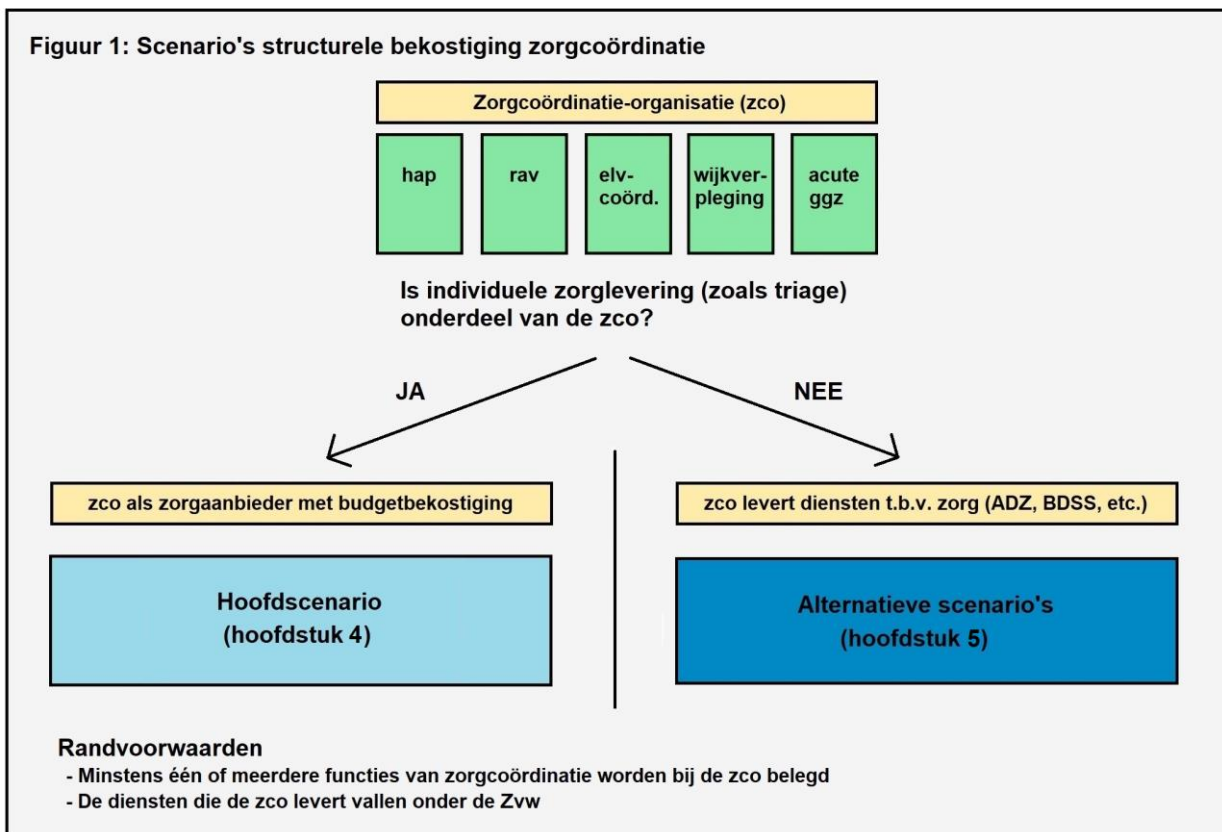 Figuur 1: Scenario's structurele bekostiging zorgcoördinatie
Zorgcoördinatie-organisatie (zco)
hap
rav
elv-
coörd.
wijkver-
pleging
acute
ggz
Is individuele zorglevering (zoals triage)
onderdeel van de zco?
JA
NEE
zco als zorgaanbieder met budgetbekostiging
zco levert diensten t.b.v. zorg (ADZ, BDSS, etc.)
Hoofdscenario
(hoofdstuk 4)
Alternatieve scenario's
(hoofdstuk 5)
Randvoorwaarden
- Minstens één of meerdere functies van zorgcoördinatie worden bij de zco belegd
- De diensten die de zco levert vallen onder de Zvw